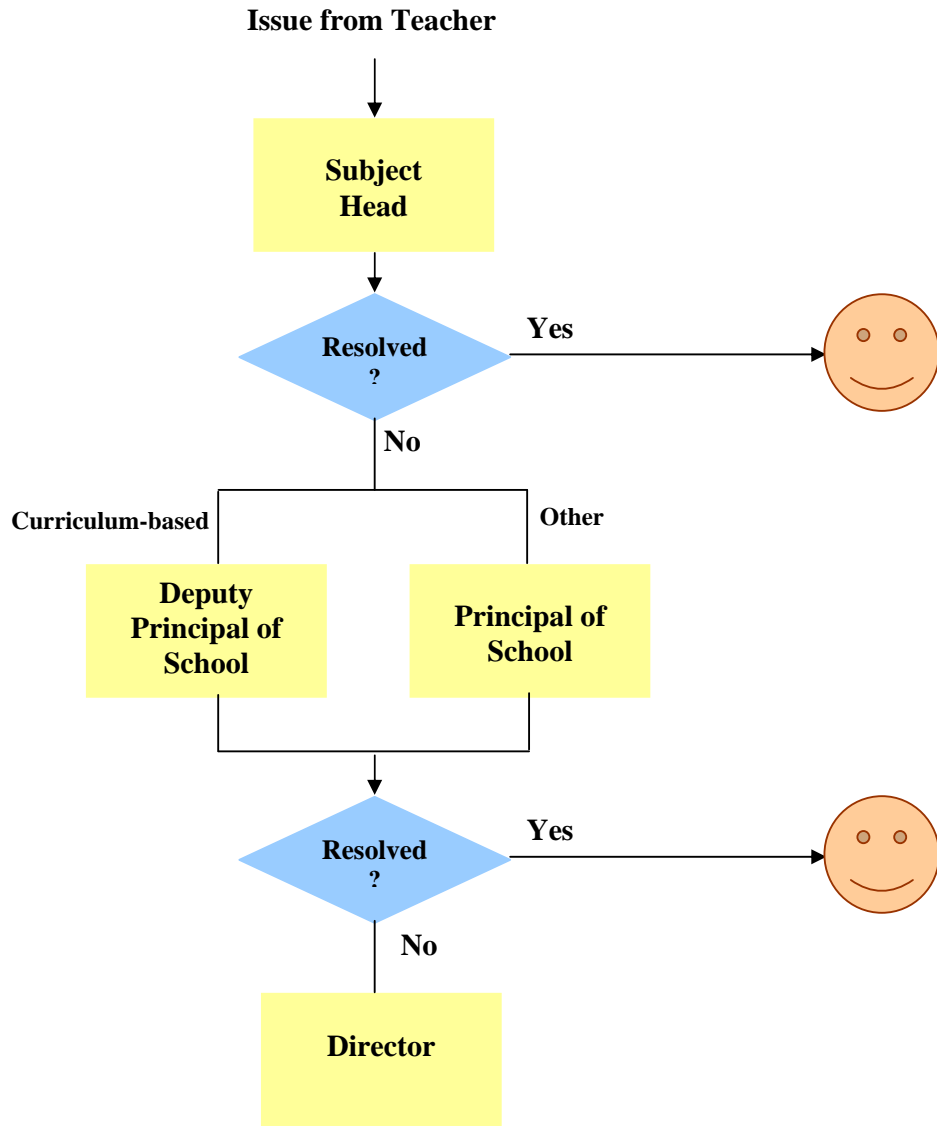 Issue from Teacher
Subject
Head
Resolved
?
Yes
No
Curriculum-based
Other
Deputy
Principal of
School
Principal of
School
Resolved
?
Yes
No
Director